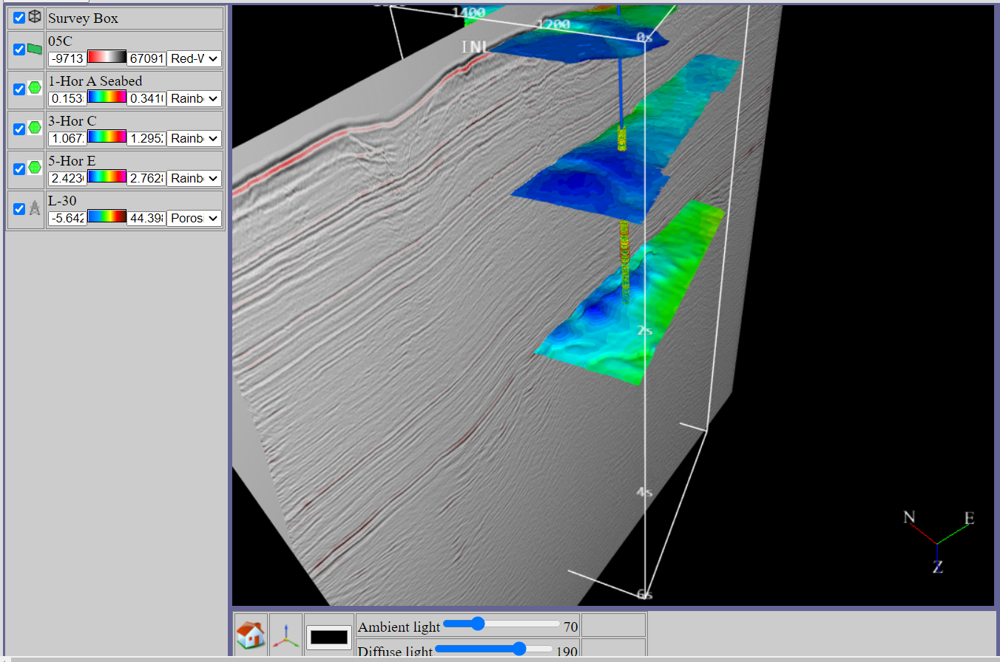 Survey Box
05C
-9713 67091 Red-W
1-Hor A Seabed
0.153 0.341 Rainb
3-Hor C
1.067 1.295 Rainb
5-Hor E
2.423 2.762 Rainb
L-30
-5.642 44.39 Poros
1400
1200
0s
INL
2s
4s
6s
N
E
Z
Ambient light 70
Diffuse light 190